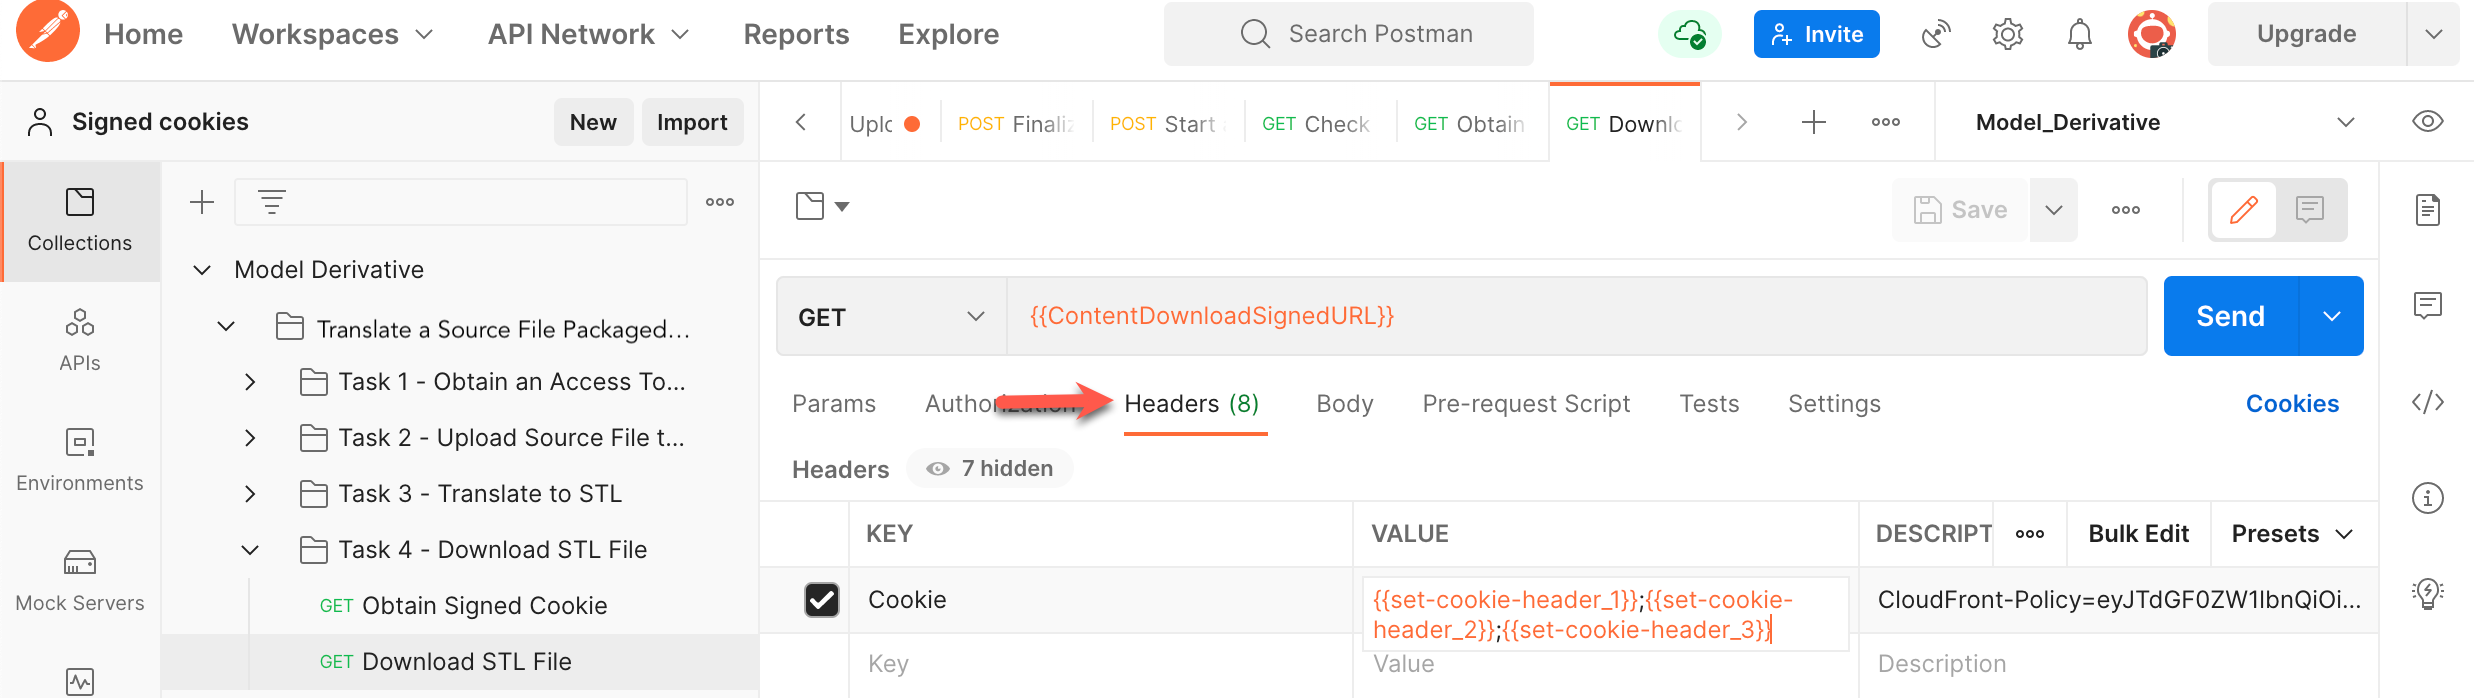 Home Workspaces API Network Reports Explore Search Postman Invite Upgrade
Signed cookies New Import
Uplo POST Finaliz POST Start a GET Check GET Obtain GET Downlo Model_Derivative
Collections
APIs
Environments
Mock Servers
Model Derivative
Translate a Source File Packaged...
Task 1 - Obtain an Access To...
Task 2 - Upload Source File t...
Task 3 - Translate to STL
Task 4 - Download STL File
GET Obtain Signed Cookie
GET Download STL File
Save
GET {{ContentDownloadSignedURL}} Send
Params Authorization Headers (8) Body Pre-request Script Tests Settings Cookies
Headers 7 hidden
KEY VALUE DESCRIPT Bulk Edit Presets
Cookie {{set-cookie-header_1}};{{set-cookie-
header_2}};{{set-cookie-header_3}} CloudFront-Policy=eyJTdGF0ZW1lbnQiOi...
Key Value Description